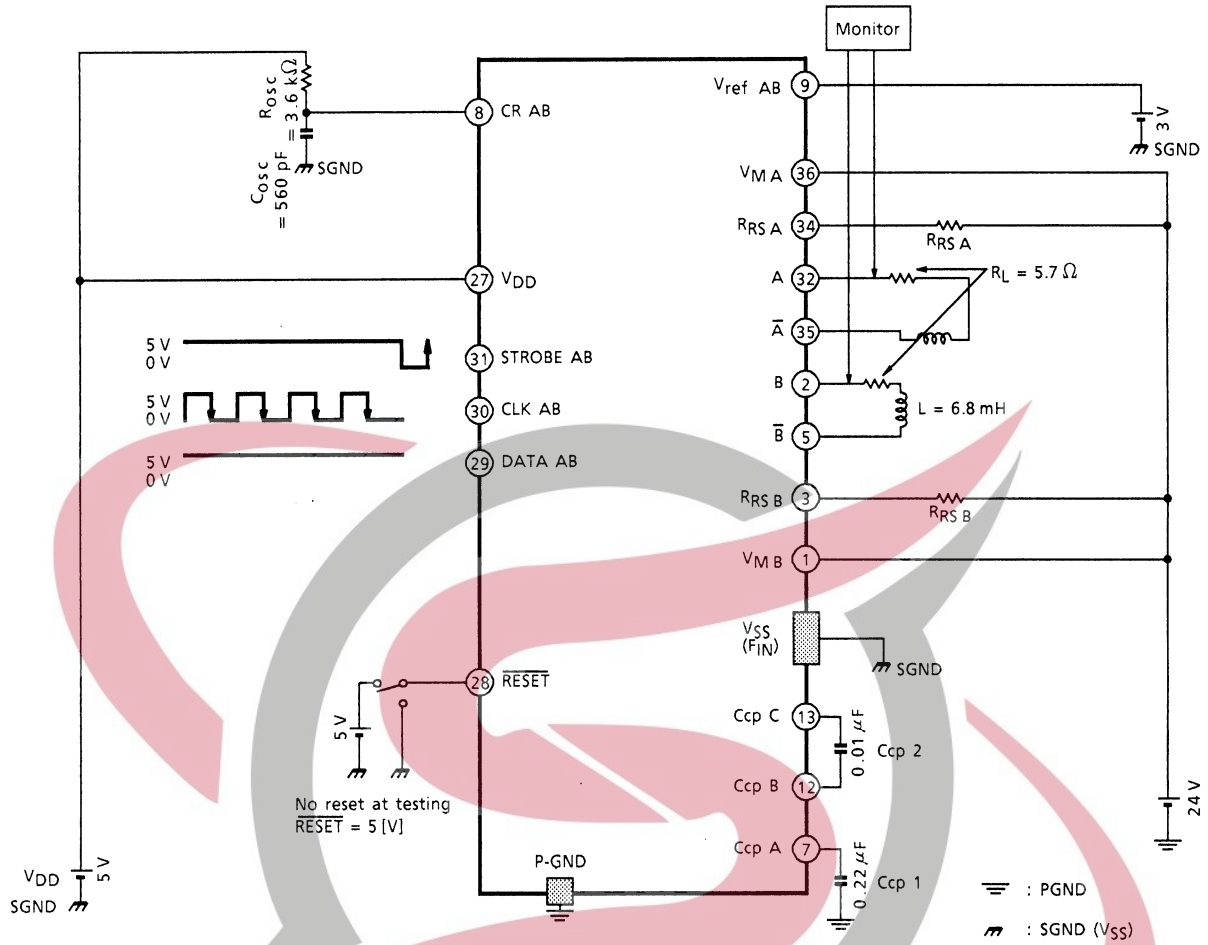 Monitor
ROSC
= 3.6 kΩ
COSC
= 560 pF
SGND
8 CR AB
Vref AB 9
3 V
SGND
VM A 36
RRS A 34
RRS A
27 VDD
A 32
RL = 5.7 Ω
A̅ 35
5 V
0 V
31 STROBE AB
B 2
5 V
0 V
30 CLK AB
L = 6.8 mH
B̅ 5
5 V
0 V
29 DATA AB
RRS B 3
RRS B
VM B 1
VSS
(FIN)
SGND
28 RESET
5 V
No reset at testing
RESET = 5 [V]
Ccp C 13
0.01 μF
Ccp 2
Ccp B 12
24 V
Ccp A 7
0.22 μF
Ccp 1
P-GND
VDD
5 V
SGND
: PGND
: SGND (VSS)